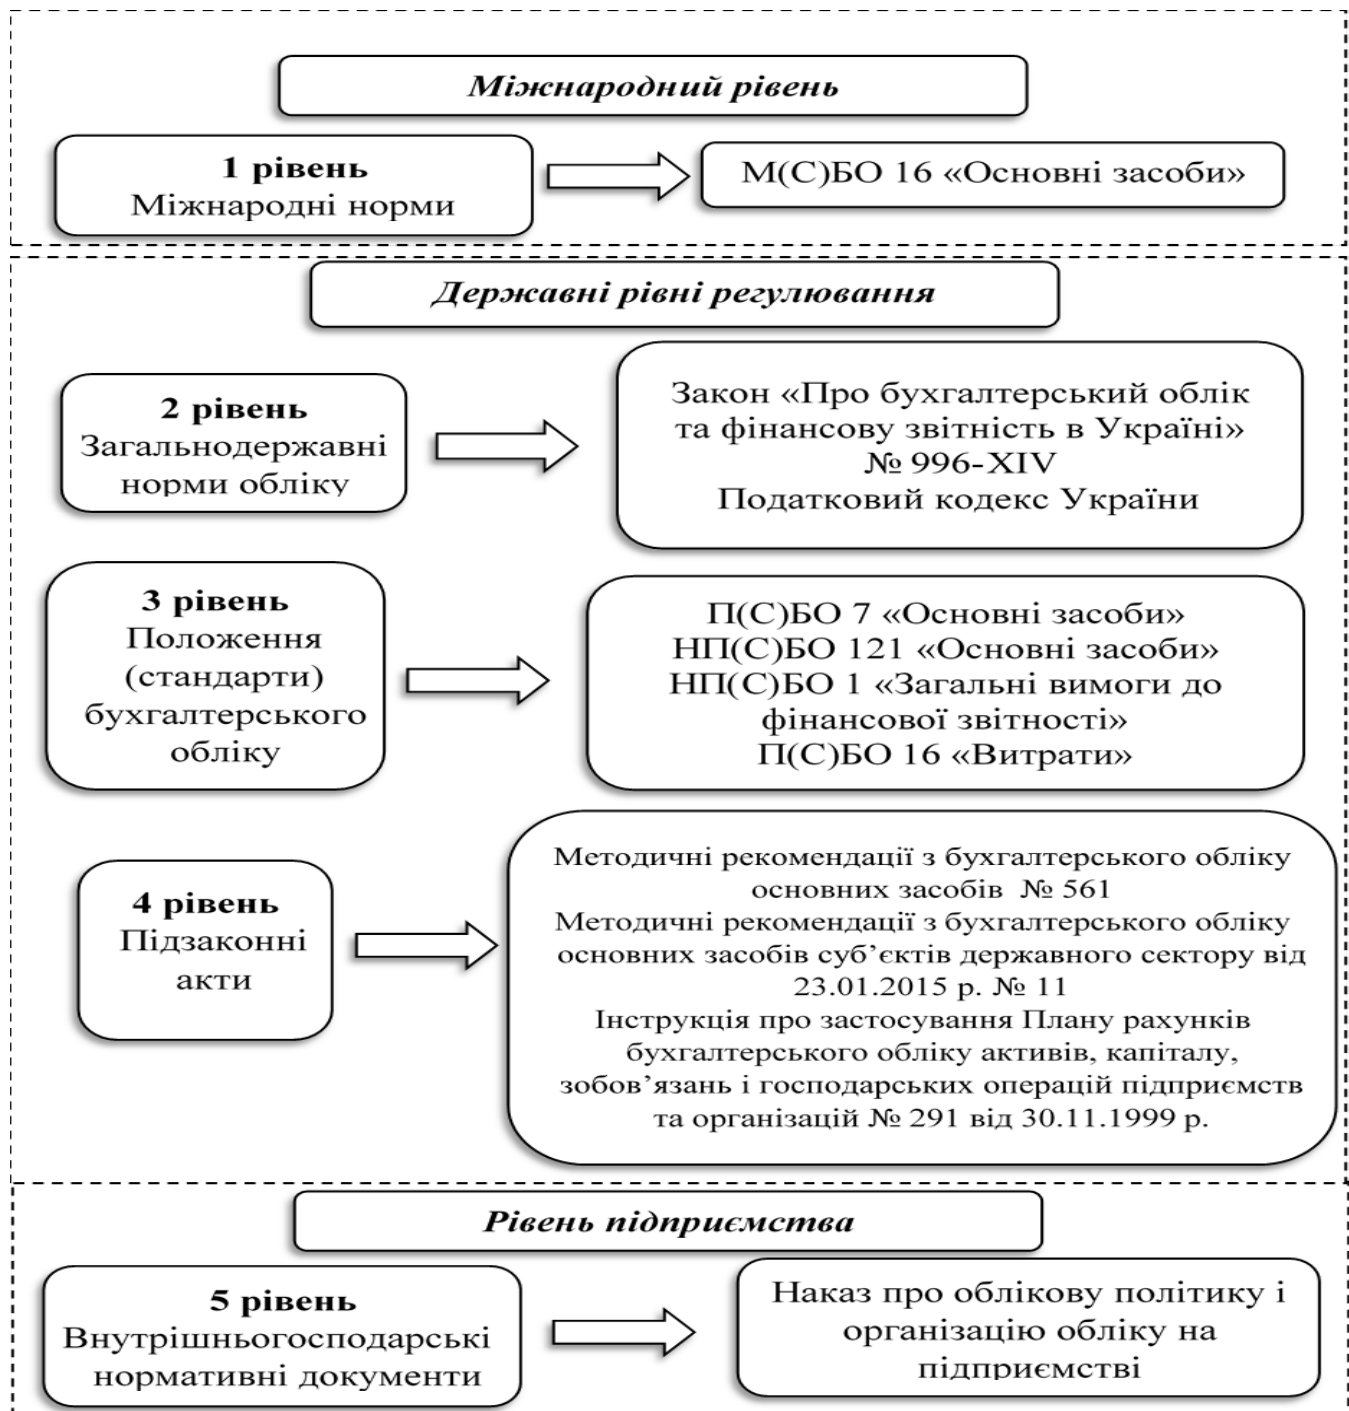 Міжнародний рівень
1 рівень
Міжнародні норми
М(С)БО 16 «Основні засоби»
Державні рівні регулювання
2 рівень
Загальнодержавні
норми обліку
Закон «Про бухгалтерський облік
та фінансову звітність в Україні»
№ 996-XIV
Податковий кодекс України
3 рівень
Положення
(стандарти)
бухгалтерського
обліку
П(С)БО 7 «Основні засоби»
НП(С)БО 121 «Основні засоби»
НП(С)БО 1 «Загальні вимоги до
фінансової звітності»
П(С)БО 16 «Витрати»
4 рівень
Підзаконні
акти
Методичні рекомендації з бухгалтерського обліку
основних засобів № 561
Методичні рекомендації з бухгалтерського обліку
основних засобів суб’єктів державного сектору від
23.01.2015 р. № 11
Інструкція про застосування Плану рахунків
бухгалтерського обліку активів, капіталу,
зобов’язань і господарських операцій підприємств
та організацій № 291 від 30.11.1999 р.
Рівень підприємства
5 рівень
Внутрішньогосподарські
нормативні документи
Наказ про облікову політику і
організацію обліку на
підприємстві